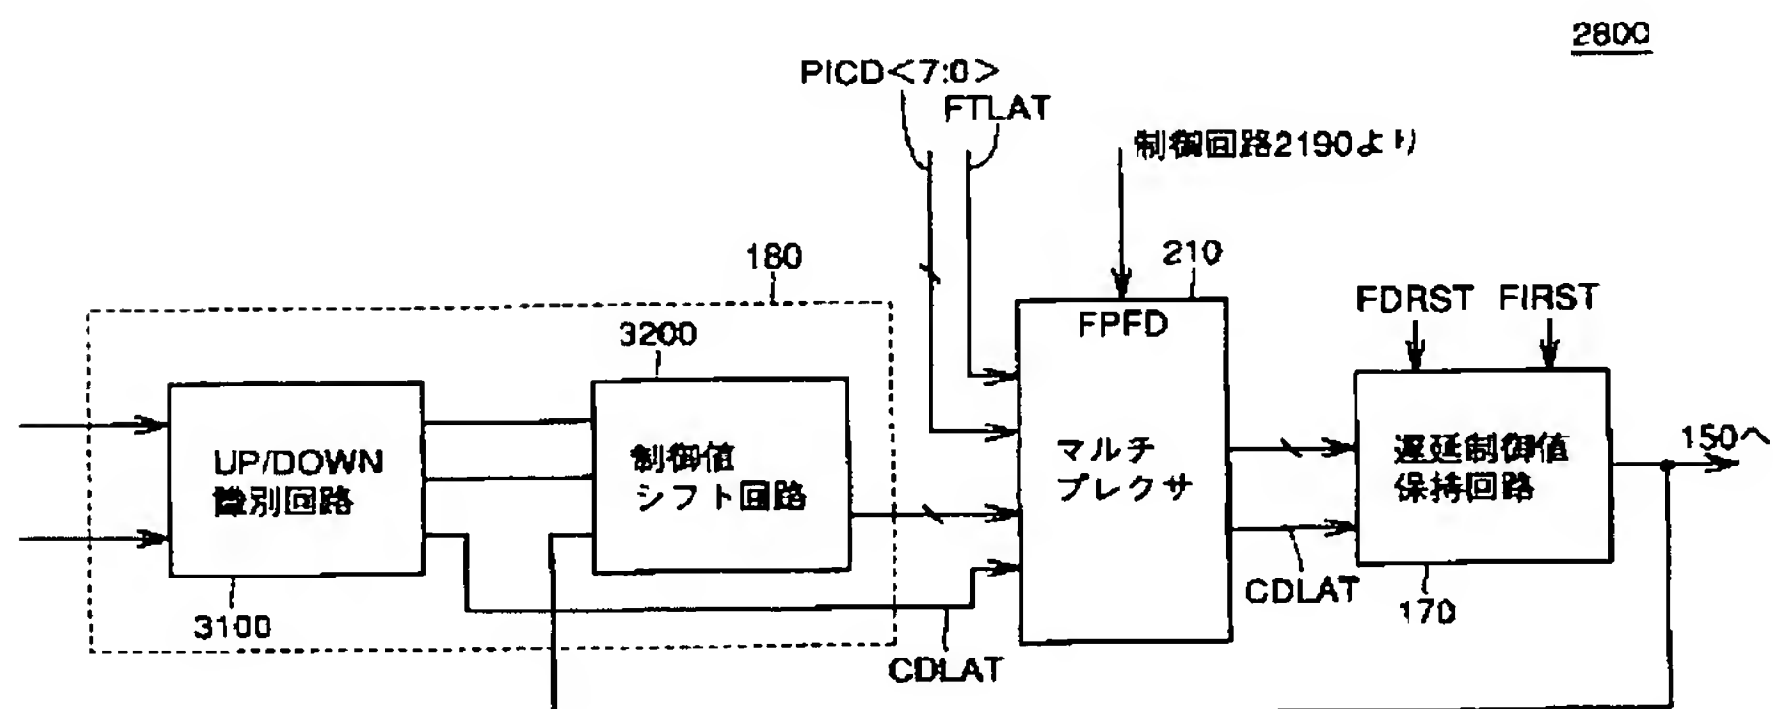 2800
PICD<7:0>
FTLAT
制御回路2190より
180
210
3200
FPFD
FDRST FIRST
UP/DOWN
識別回路
制御値
シフト回路
マルチ
プレクサ
遅延制御値
保持回路
150へ
3100
CDLAT
CDLAT
170